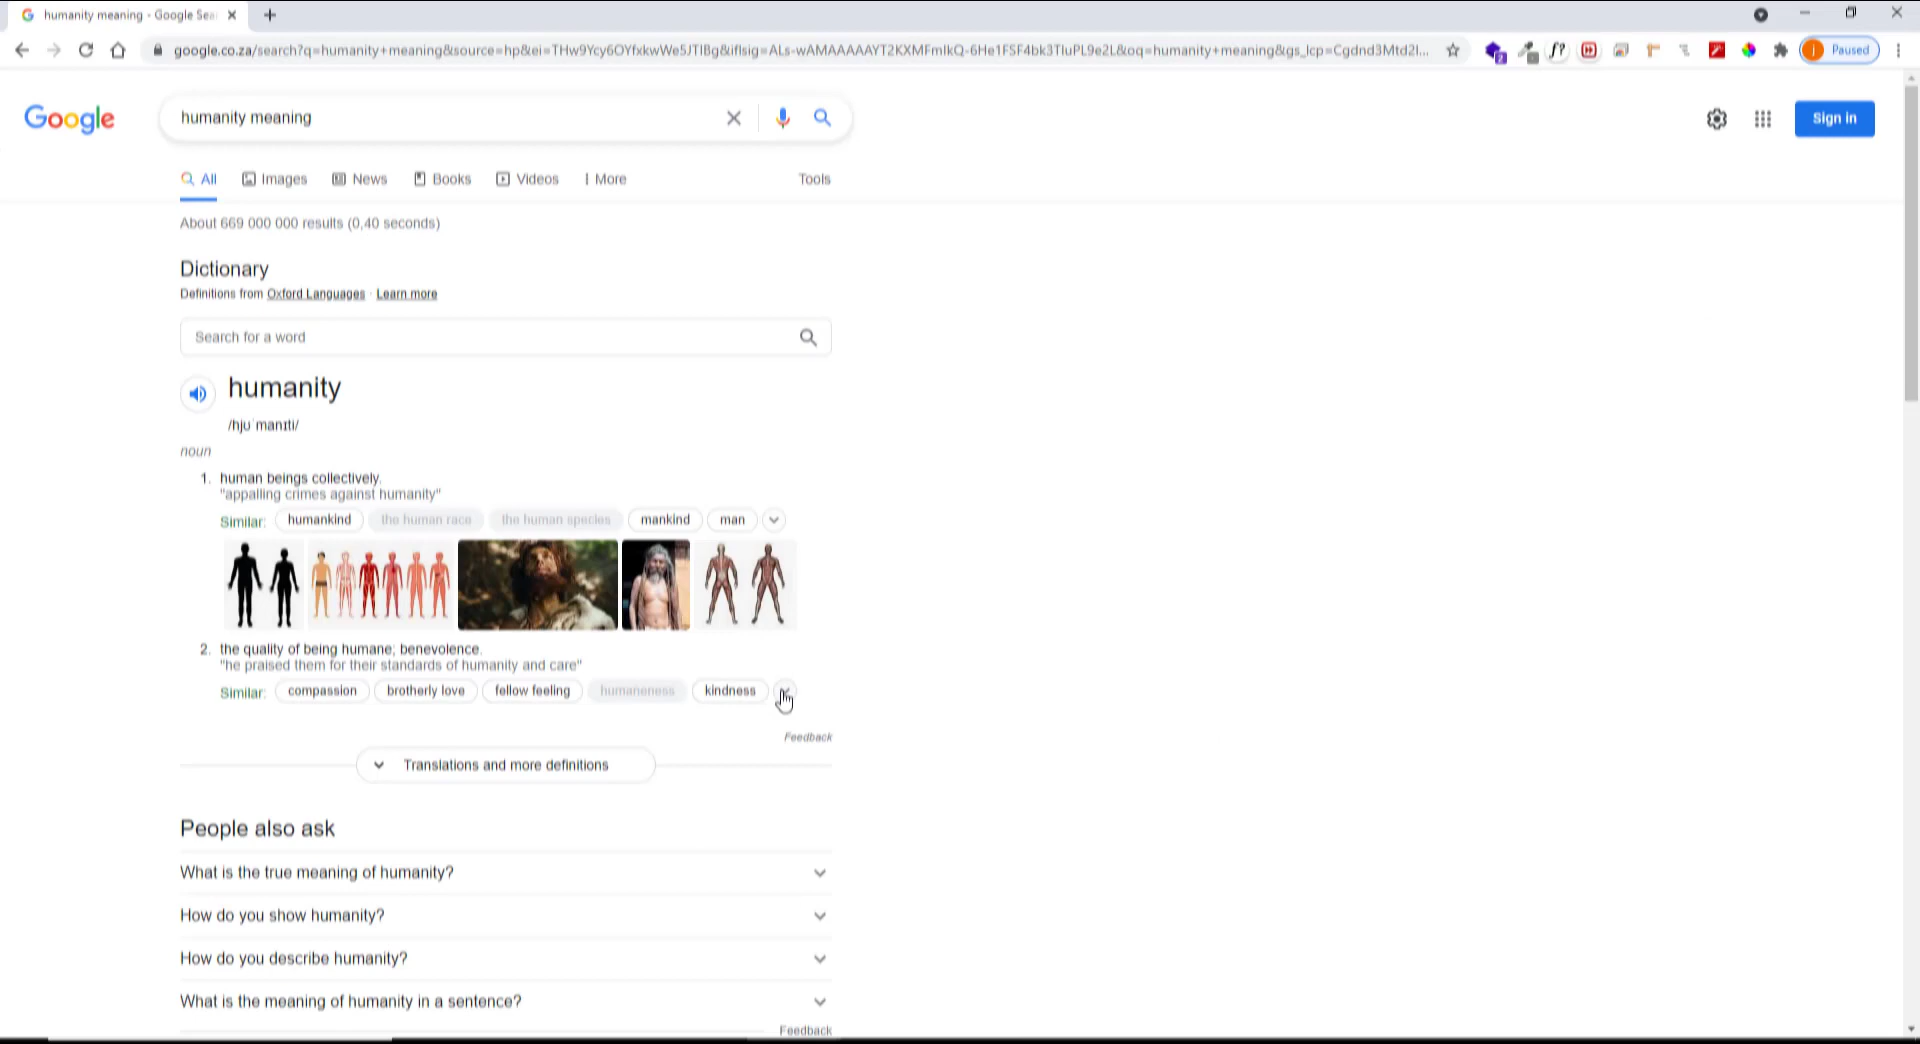 humanity meaning - Google Sea
google.co.za/search?q=humanity+meaning&source=hp&ei=THw9Ycy6OYfxkwWe5JTIBg&iflsig=ALs-wAMAAAAAYT2KXMFmIkQ-6He1FSF4bk3TIuPL9e2L&oq=humanity+meaning&gs_lcp=Cgdnd3Mtd2l...
f?
Paused
Google
humanity meaning
Sign in
All Images News Books Videos More Tools
About 669 000 000 results (0,40 seconds)
Dictionary
Definitions from Oxford Languages · Learn more
Search for a word
humanity
/hjʊˈmanɪti/
noun
1. human beings collectively.
"appalling crimes against humanity"
Similar: humankind the human race the human species mankind man
2. the quality of being humane; benevolence.
"he praised them for their standards of humanity and care"
Similar: compassion brotherly love fellow feeling humaneness kindness
Feedback
Translations and more definitions
People also ask
What is the true meaning of humanity?
How do you show humanity?
How do you describe humanity?
What is the meaning of humanity in a sentence?
Feedback